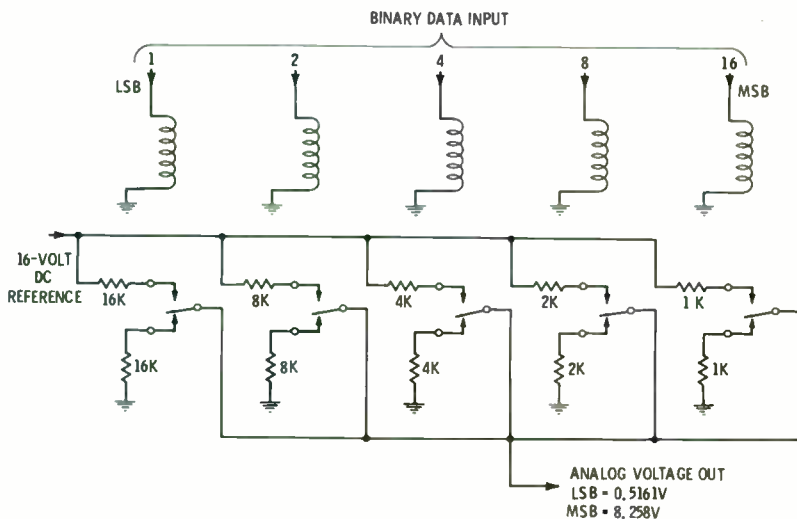 BINARY DATA INPUT
1 2 4 8 16
LSB MSB
16-VOLT
DC
REFERENCE
16K 8K 4K 2K 1 K
16K 8K 4K 2K 1K
ANALOG VOLTAGE OUT
LSB = 0.5161V
MSB = 8.258V